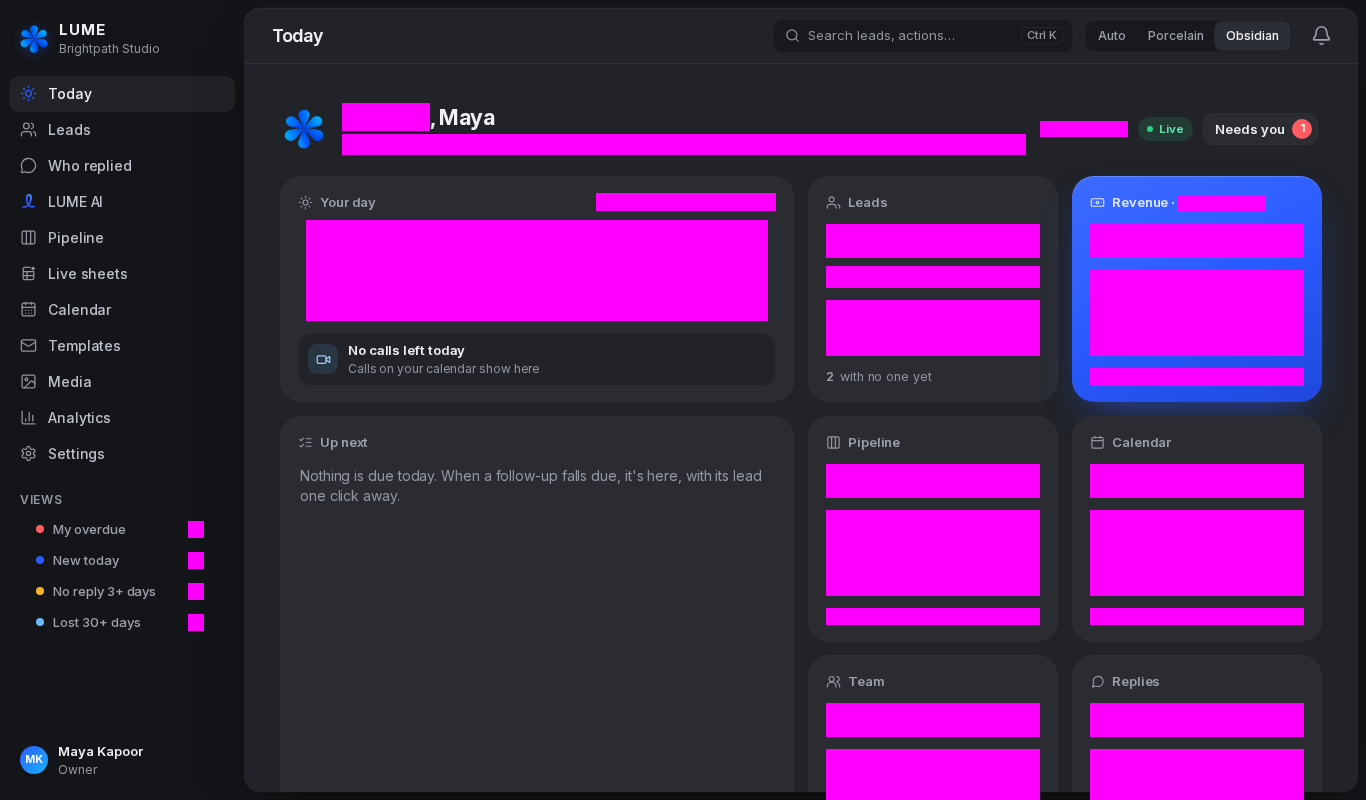 LUME
Brightpath Studio
Today
Leads
Who replied
LUME AI
Pipeline
Live sheets
Calendar
Templates
Media
Analytics
Settings
VIEWS
My overdue
New today
No reply 3+ days
Lost 30+ days
MK
Maya Kapoor
Owner
Today
Search leads, actions…
Ctrl K
Auto
Porcelain
Obsidian
, Maya
Live
Needs you 1
Your day
No calls left today
Calls on your calendar show here
Leads
2 with no one yet
Revenue ·
Up next
Nothing is due today. When a follow-up falls due, it's here, with its lead
one click away.
Pipeline
Calendar
Team
Replies